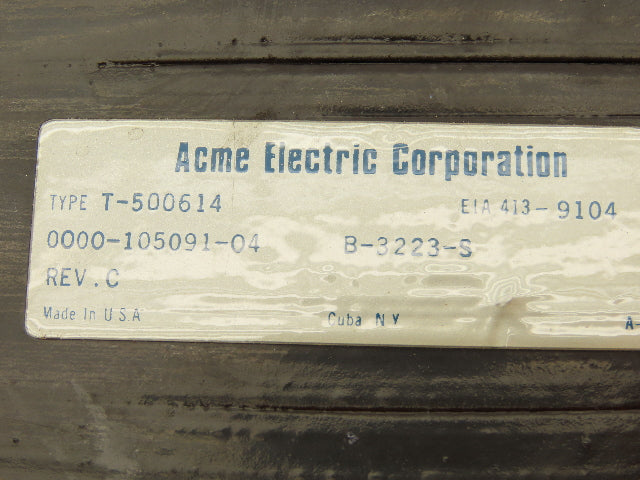 Acme Electric Corporation
TYPE T-500614 EIA 413-9104
0000-105091-04 B-3223-S
REV. C
Made In U S A Cuba N Y A-